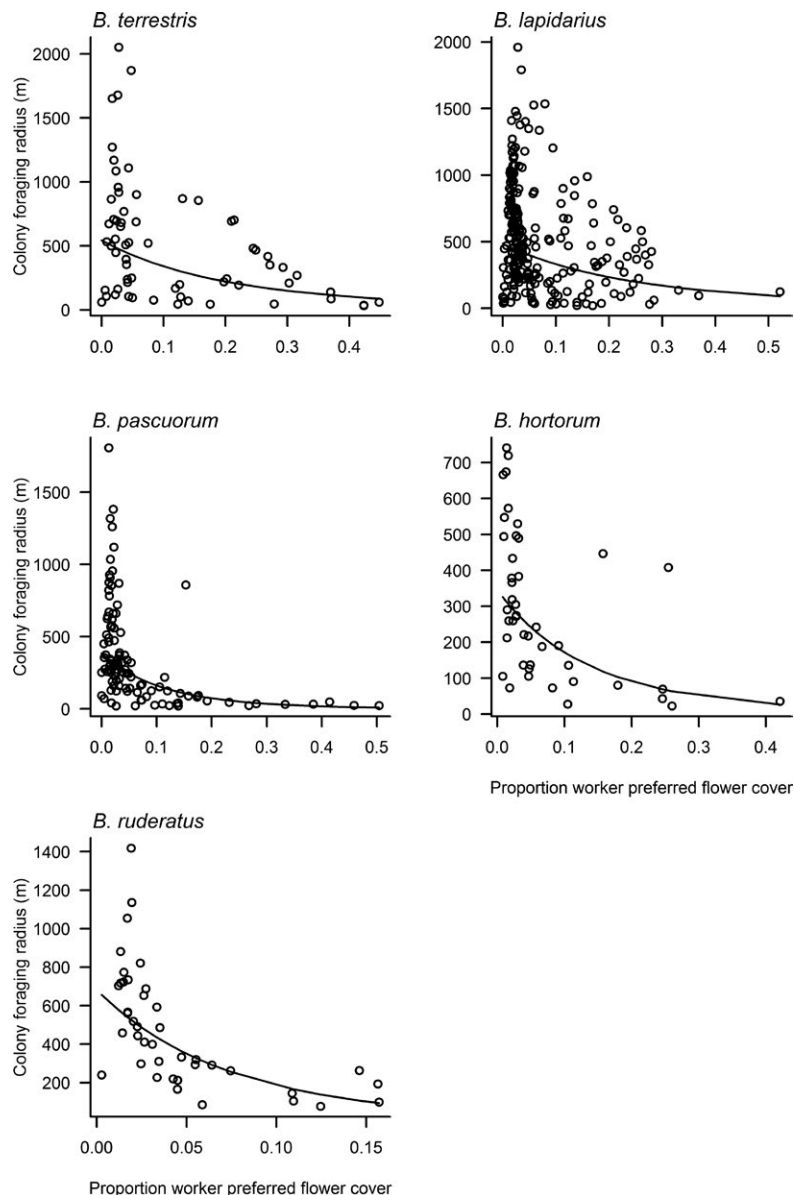 B. terrestris
B. lapidarius
Colony foraging radius (m)
2000
1500
1000
500
0
0.0 0.1 0.2 0.3 0.4
2000
1500
1000
500
0
0.0 0.1 0.2 0.3 0.4 0.5
B. pascuorum
B. hortorum
Colony foraging radius (m)
1500
1000
500
0
0.0 0.1 0.2 0.3 0.4 0.5
700
600
500
400
300
200
100
0
0.0 0.1 0.2 0.3 0.4
Proportion worker preferred flower cover
B. ruderatus
Colony foraging radius (m)
1400
1200
1000
800
600
400
200
0.00 0.05 0.10 0.15
Proportion worker preferred flower cover